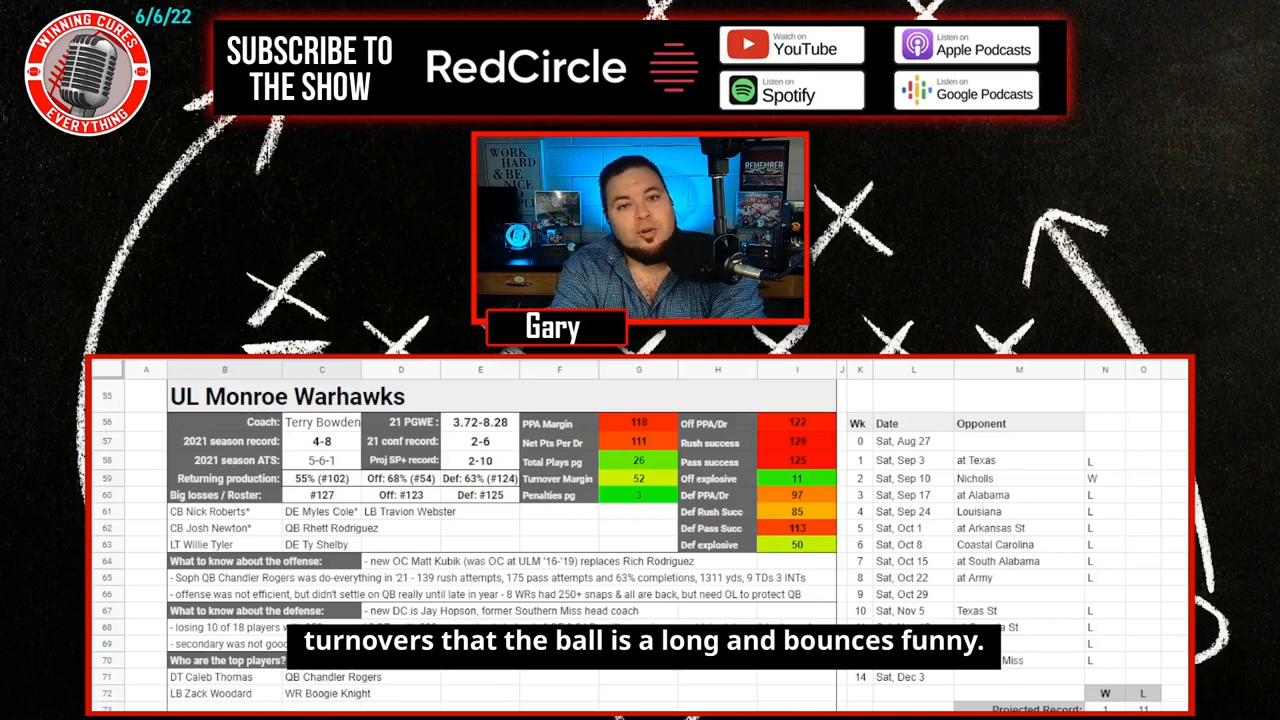 6/6/22
WINNING CURES
EVERYTHING
SUBSCRIBE TO
THE SHOW
RedCircle
Watch on
YouTube
Listen on
Spotify
Listen on
Apple Podcasts
Listen on
Google Podcasts
WORK
HARD
& BE
NICE
REMEMBER
Gary
A B C D E F G H I J K L M N O
55 UL Monroe Warhawks
56 Coach: Terry Bowden 21 PGWE : 3.72-8.28 PPA Margin 118 Off PPA/Dr 122 Wk Date Opponent
57 2021 season record: 4-8 21 conf record: 2-6 Net Pts Per Dr 111 Rush success 129 0 Sat, Aug 27
58 2021 season ATS: 5-6-1 Proj SP+ record: 2-10 Total Plays pg 26 Pass success 125 1 Sat, Sep 3 at Texas L
59 Returning production: 55% (#102) Off: 68% (#54) Def: 63% (#124) Turnover Margin 52 Off explosive 11 2 Sat, Sep 10 Nicholls W
60 Big losses / Roster: #127 Off: #123 Def: #125 Penalties pg 3 Def PPA/Dr 97 3 Sat, Sep 17 at Alabama L
61 CB Nick Roberts* DE Myles Cole* LB Travion Webster Def Rush Succ 85 4 Sat, Sep 24 Louisiana L
62 CB Josh Newton* QB Rhett Rodriguez Def Pass Succ 113 5 Sat, Oct 1 at Arkansas St L
63 LT Willie Tyler DE Ty Shelby Def explosive 50 6 Sat, Oct 8 Coastal Carolina L
64 What to know about the offense: - new OC Matt Kubik (was OC at ULM '16-'19) replaces Rich Rodriguez 7 Sat, Oct 15 at South Alabama L
65 - Soph QB Chandler Rogers was do-everything in '21 - 139 rush attempts, 175 pass attempts and 63% completions, 1311 yds, 9 TDs 3 INTs 8 Sat, Oct 22 at Army L
66 - offense was not efficient, but didn't settle on QB really until late in year - 8 WRs had 250+ snaps & all are back, but need OL to protect QB 9 Sat, Oct 29
67 What to know about the defense: - new DC is Jay Hopson, former Southern Miss head coach 10 Sat, Nov 5 Texas St L
68 - losing 10 of 18 players L
69 - secondary was not good L
70 Who are the top players? Miss L
71 DT Caleb Thomas QB Chandler Rogers 14 Sat, Dec 3
72 LB Zack Woodard WR Boogie Knight W L
73 Projected Record: 1 11
turnovers that the ball is a long and bounces funny.